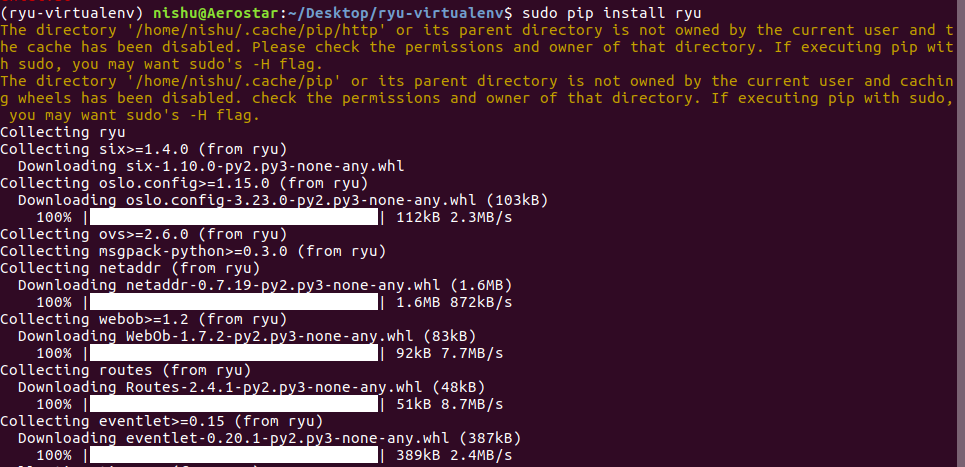 (ryu-virtualenv) nishu@Aerostar:~/Desktop/ryu-virtualenv$ sudo pip install ryu
The directory '/home/nishu/.cache/pip/http' or its parent directory is not owned by the current user and t
he cache has been disabled. Please check the permissions and owner of that directory. If executing pip wit
h sudo, you may want sudo's -H flag.
The directory '/home/nishu/.cache/pip' or its parent directory is not owned by the current user and cachin
g wheels has been disabled. check the permissions and owner of that directory. If executing pip with sudo,
 you may want sudo's -H flag.
Collecting ryu
Collecting six>=1.4.0 (from ryu)
  Downloading six-1.10.0-py2.py3-none-any.whl
Collecting oslo.config>=1.15.0 (from ryu)
  Downloading oslo.config-3.23.0-py2.py3-none-any.whl (103kB)
    100% |████████████████████████████████| 112kB 2.3MB/s
Collecting ovs>=2.6.0 (from ryu)
Collecting msgpack-python>=0.3.0 (from ryu)
Collecting netaddr (from ryu)
  Downloading netaddr-0.7.19-py2.py3-none-any.whl (1.6MB)
    100% |████████████████████████████████| 1.6MB 872kB/s
Collecting webob>=1.2 (from ryu)
  Downloading WebOb-1.7.2-py2.py3-none-any.whl (83kB)
    100% |████████████████████████████████| 92kB 7.7MB/s
Collecting routes (from ryu)
  Downloading Routes-2.4.1-py2.py3-none-any.whl (48kB)
    100% |████████████████████████████████| 51kB 8.7MB/s
Collecting eventlet>=0.15 (from ryu)
  Downloading eventlet-0.20.1-py2.py3-none-any.whl (387kB)
    100% |████████████████████████████████| 389kB 2.4MB/s